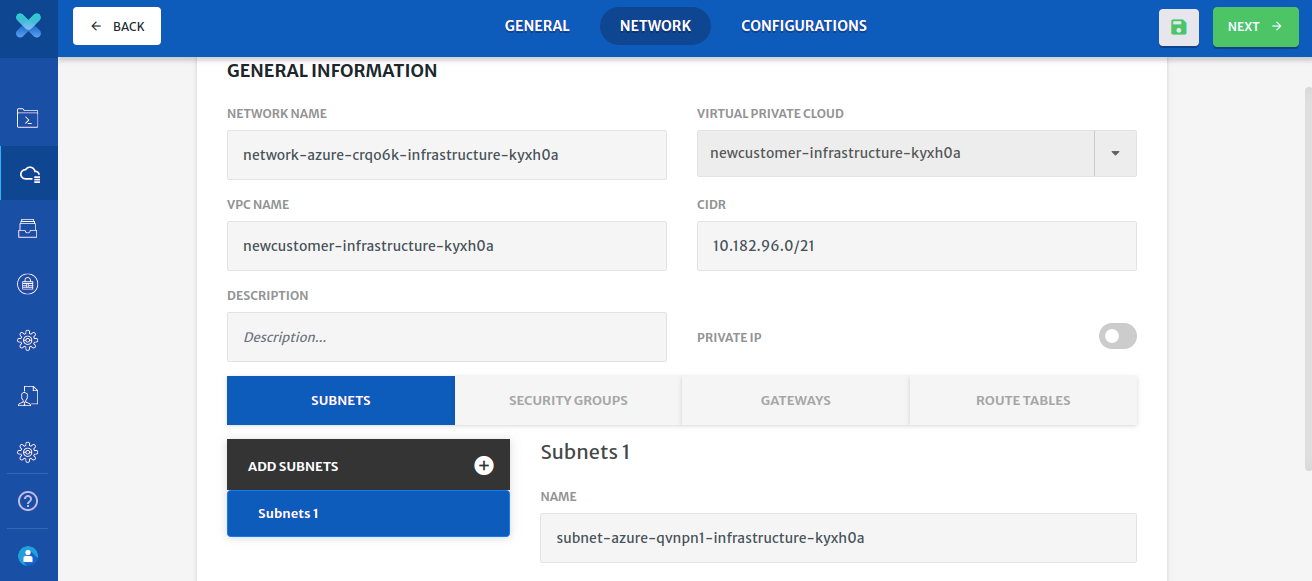 BACK
GENERAL
NETWORK
CONFIGURATIONS
NEXT
GENERAL INFORMATION
NETWORK NAME
VIRTUAL PRIVATE CLOUD
network-azure-crqo6k-infrastructure-kyxh0a
newcustomer-infrastructure-kyxh0a
VPC NAME
CIDR
newcustomer-infrastructure-kyxh0a
10.182.96.0/21
DESCRIPTION
Description...
PRIVATE IP
SUBNETS
SECURITY GROUPS
GATEWAYS
ROUTE TABLES
ADD SUBNETS
Subnets 1
Subnets 1
NAME
subnet-azure-qvnpn1-infrastructure-kyxh0a